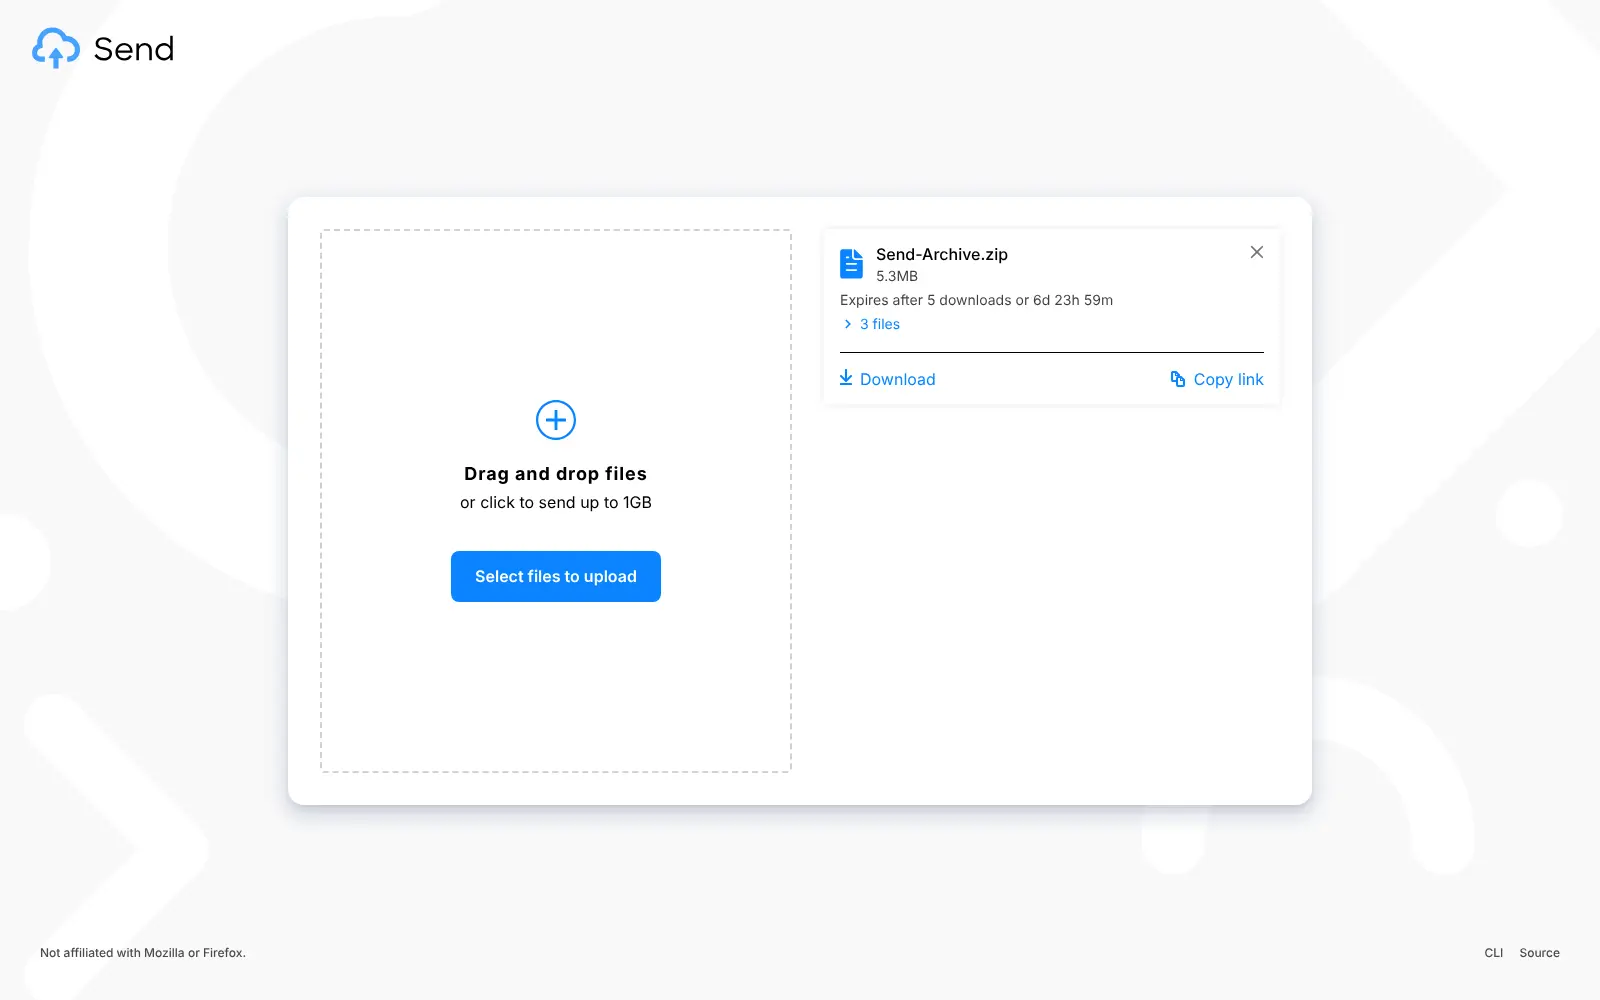 Send
Drag and drop files
or click to send up to 1GB
Select files to upload
Send-Archive.zip
5.3MB
Expires after 5 downloads or 6d 23h 59m
3 files
Download
Copy link
Not affiliated with Mozilla or Firefox.
CLI
Source